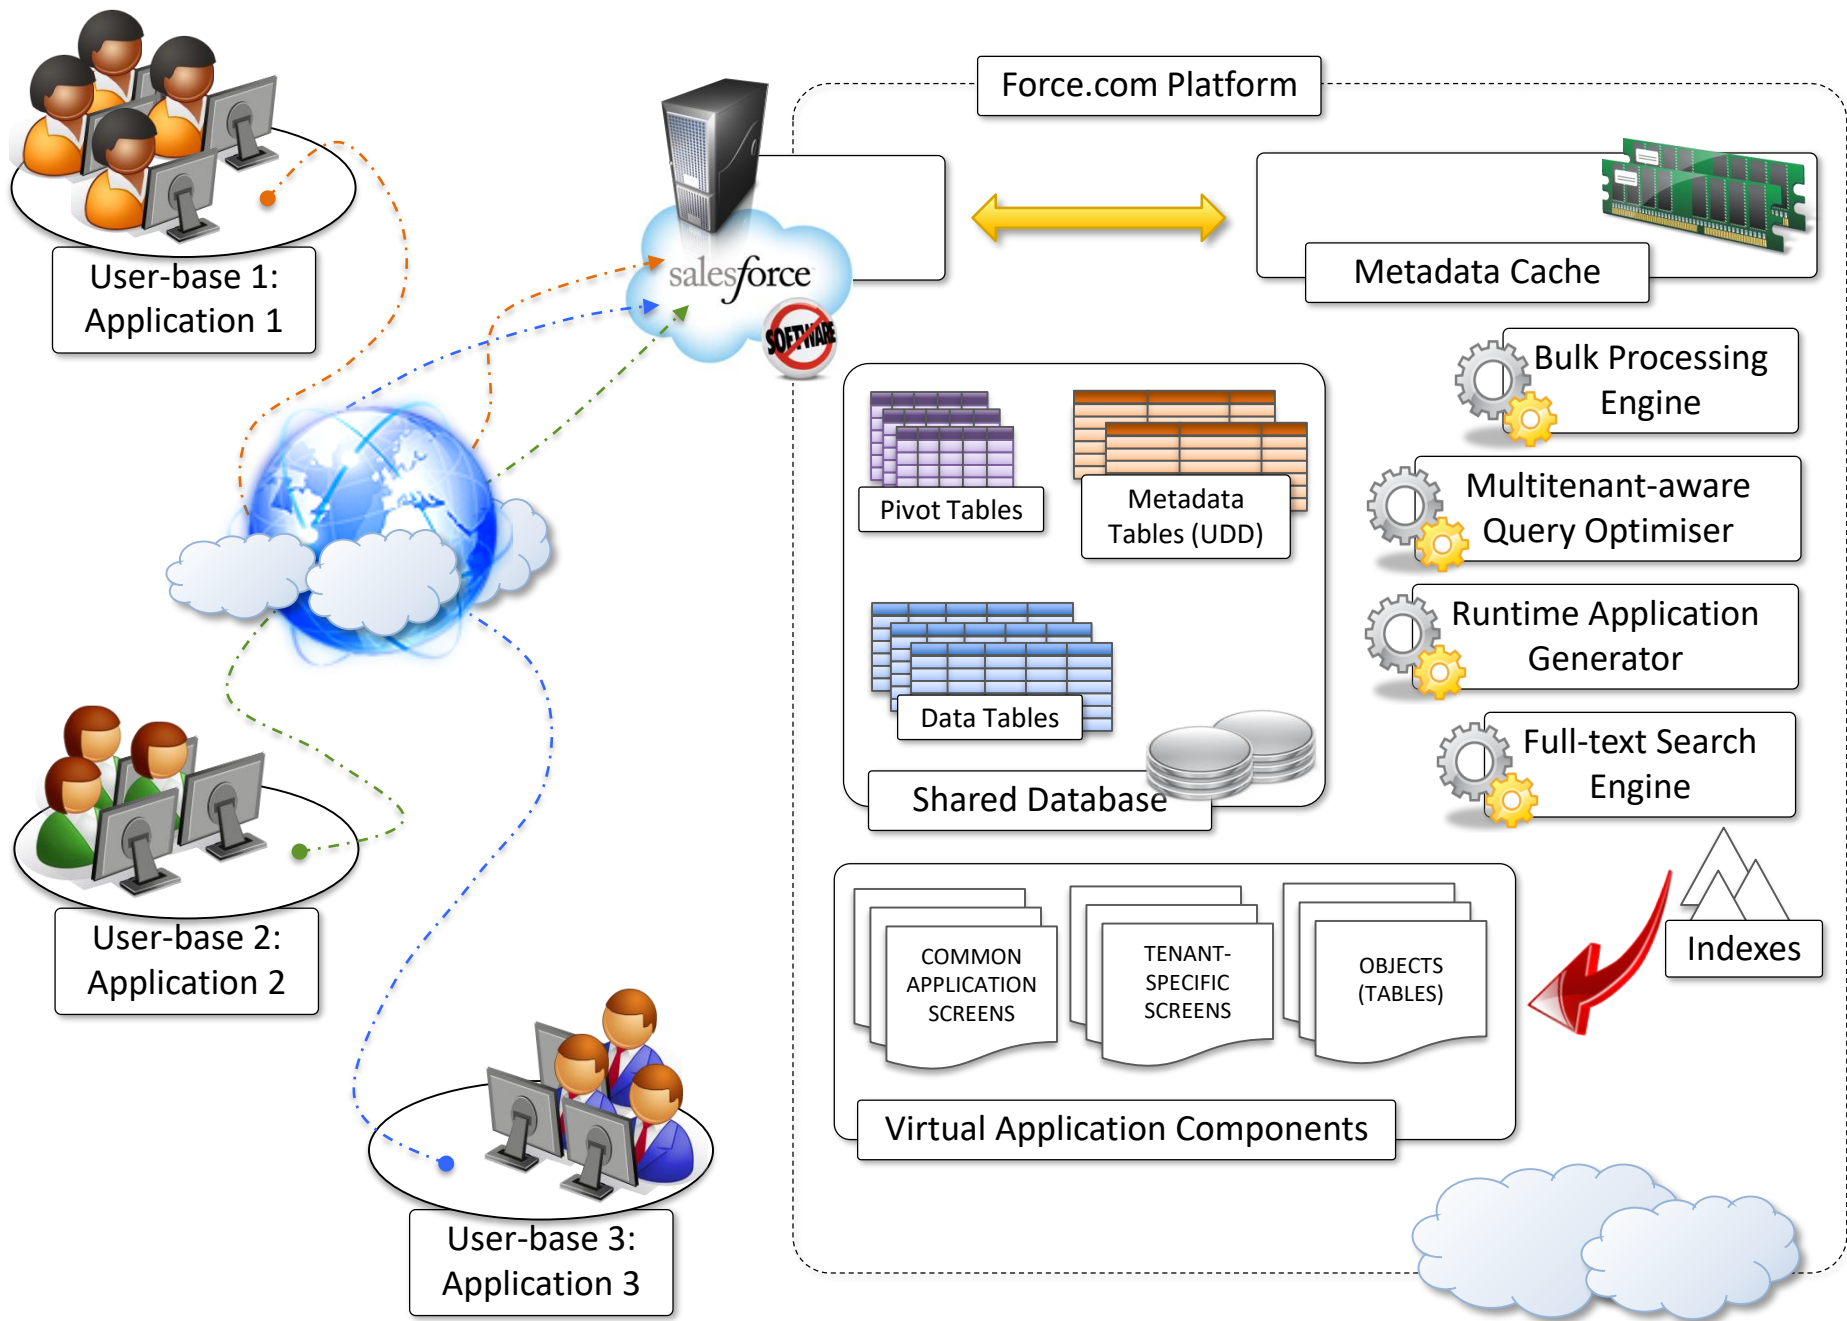 Force.com Platform
User-base 1:
Application 1
salesforce
SOFTWARE
Metadata Cache
Bulk Processing
Engine
Pivot Tables
Metadata
Tables (UDD)
Multitenant-aware
Query Optimiser
Runtime Application
Generator
Data Tables
Shared Database
Full-text Search
Engine
User-base 2:
Application 2
Indexes
COMMON
APPLICATION
SCREENS
TENANT-
SPECIFIC
SCREENS
OBJECTS
(TABLES)
Virtual Application Components
User-base 3:
Application 3